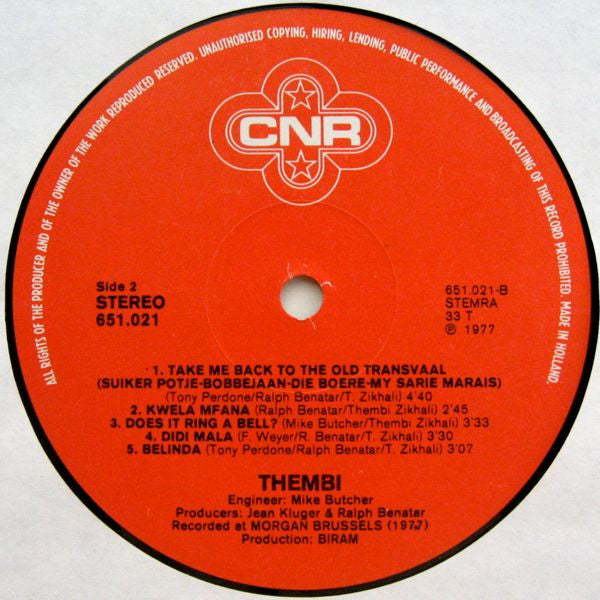 ALL RIGHTS OF THE PRODUCER AND OF THE OWNER OF THE WORK REPRODUCED RESERVED. UNAUTHORISED COPYING, HIRING, LENDING, PUBLIC PERFORMANCE AND BROADCASTING OF THIS RECORD PROHIBITED. MADE IN HOLLAND.
CNR
Side 2
STEREO
651.021
651.021-B
STEMRA
33 T
℗ 1977
1. TAKE ME BACK TO THE OLD TRANSVAAL
(SUIKER POTJE-BOBBEJAAN-DIE BOERE-MY SARIE MARAIS)
(Tony Perdone/Ralph Benatar/T. Zikhali) 4'40
2. KWELA MFANA (Ralph Benatar/Thembi Zikhali) 2'45
3. DOES IT RING A BELL? (Mike Butcher/Thembi Zikhali) 3'33
4. DIDI MALA (F. Weyer/R. Benatar/T. Zikhali) 3'30
5. BELINDA (Tony Perdone/Ralph Benatar/T. Zikhali) 3'07
THEMBI
Engineer: Mike Butcher
Producers: Jean Kluger & Ralph Benatar
Recorded at MORGAN BRUSSELS (1977)
Production: BIRAM